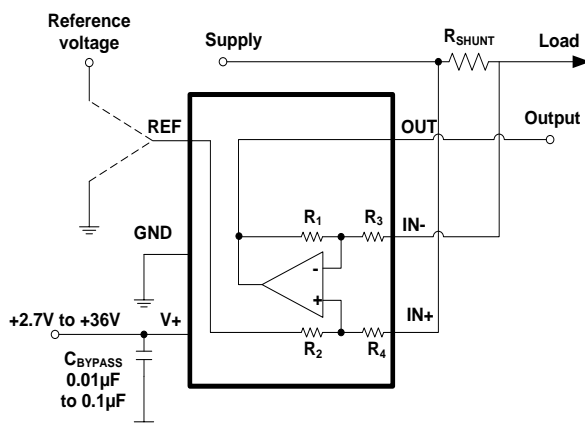 Reference
voltage
Supply
RSHUNT
Load
REF
OUT
Output
R1
R3
IN-
GND
-
+
+2.7V to +36V
V+
R2
R4
IN+
CBYPASS
0.01µF
to 0.1µF